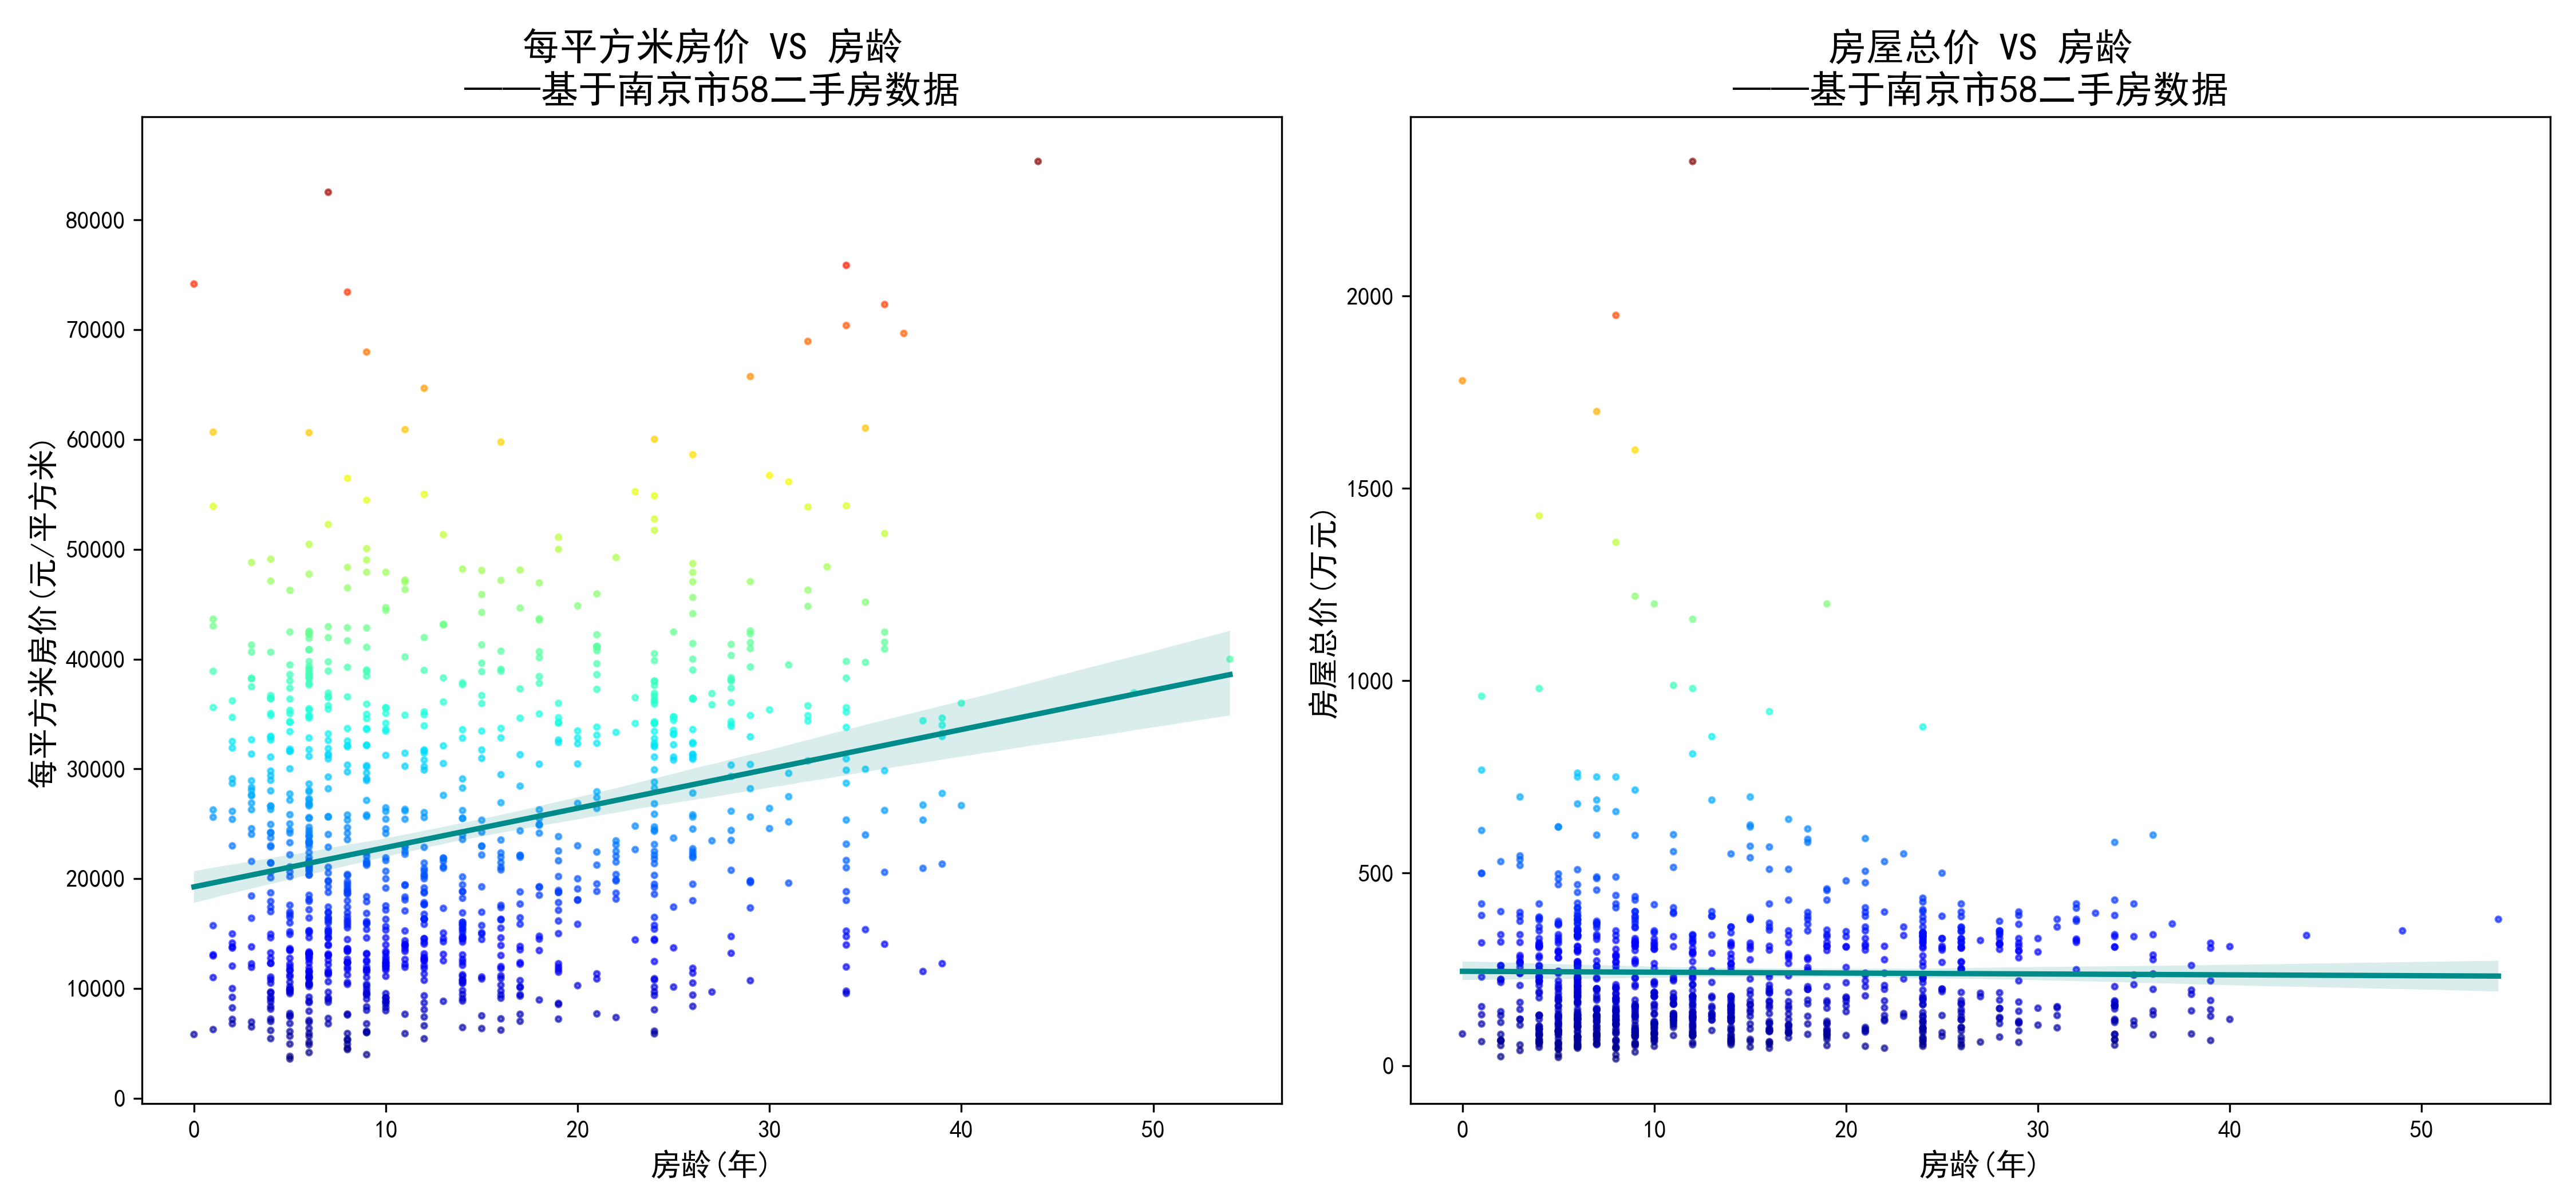 每平方米房价 VS 房龄
——基于南京市58二手房数据
80000
70000
60000
50000
40000
30000
20000
10000
0
每平方米房价(元/平方米)
0 10 20 30 40 50
房龄(年)
房屋总价 VS 房龄
——基于南京市58二手房数据
2000
1500
1000
500
0
房屋总价(万元)
0 10 20 30 40 50
房龄(年)